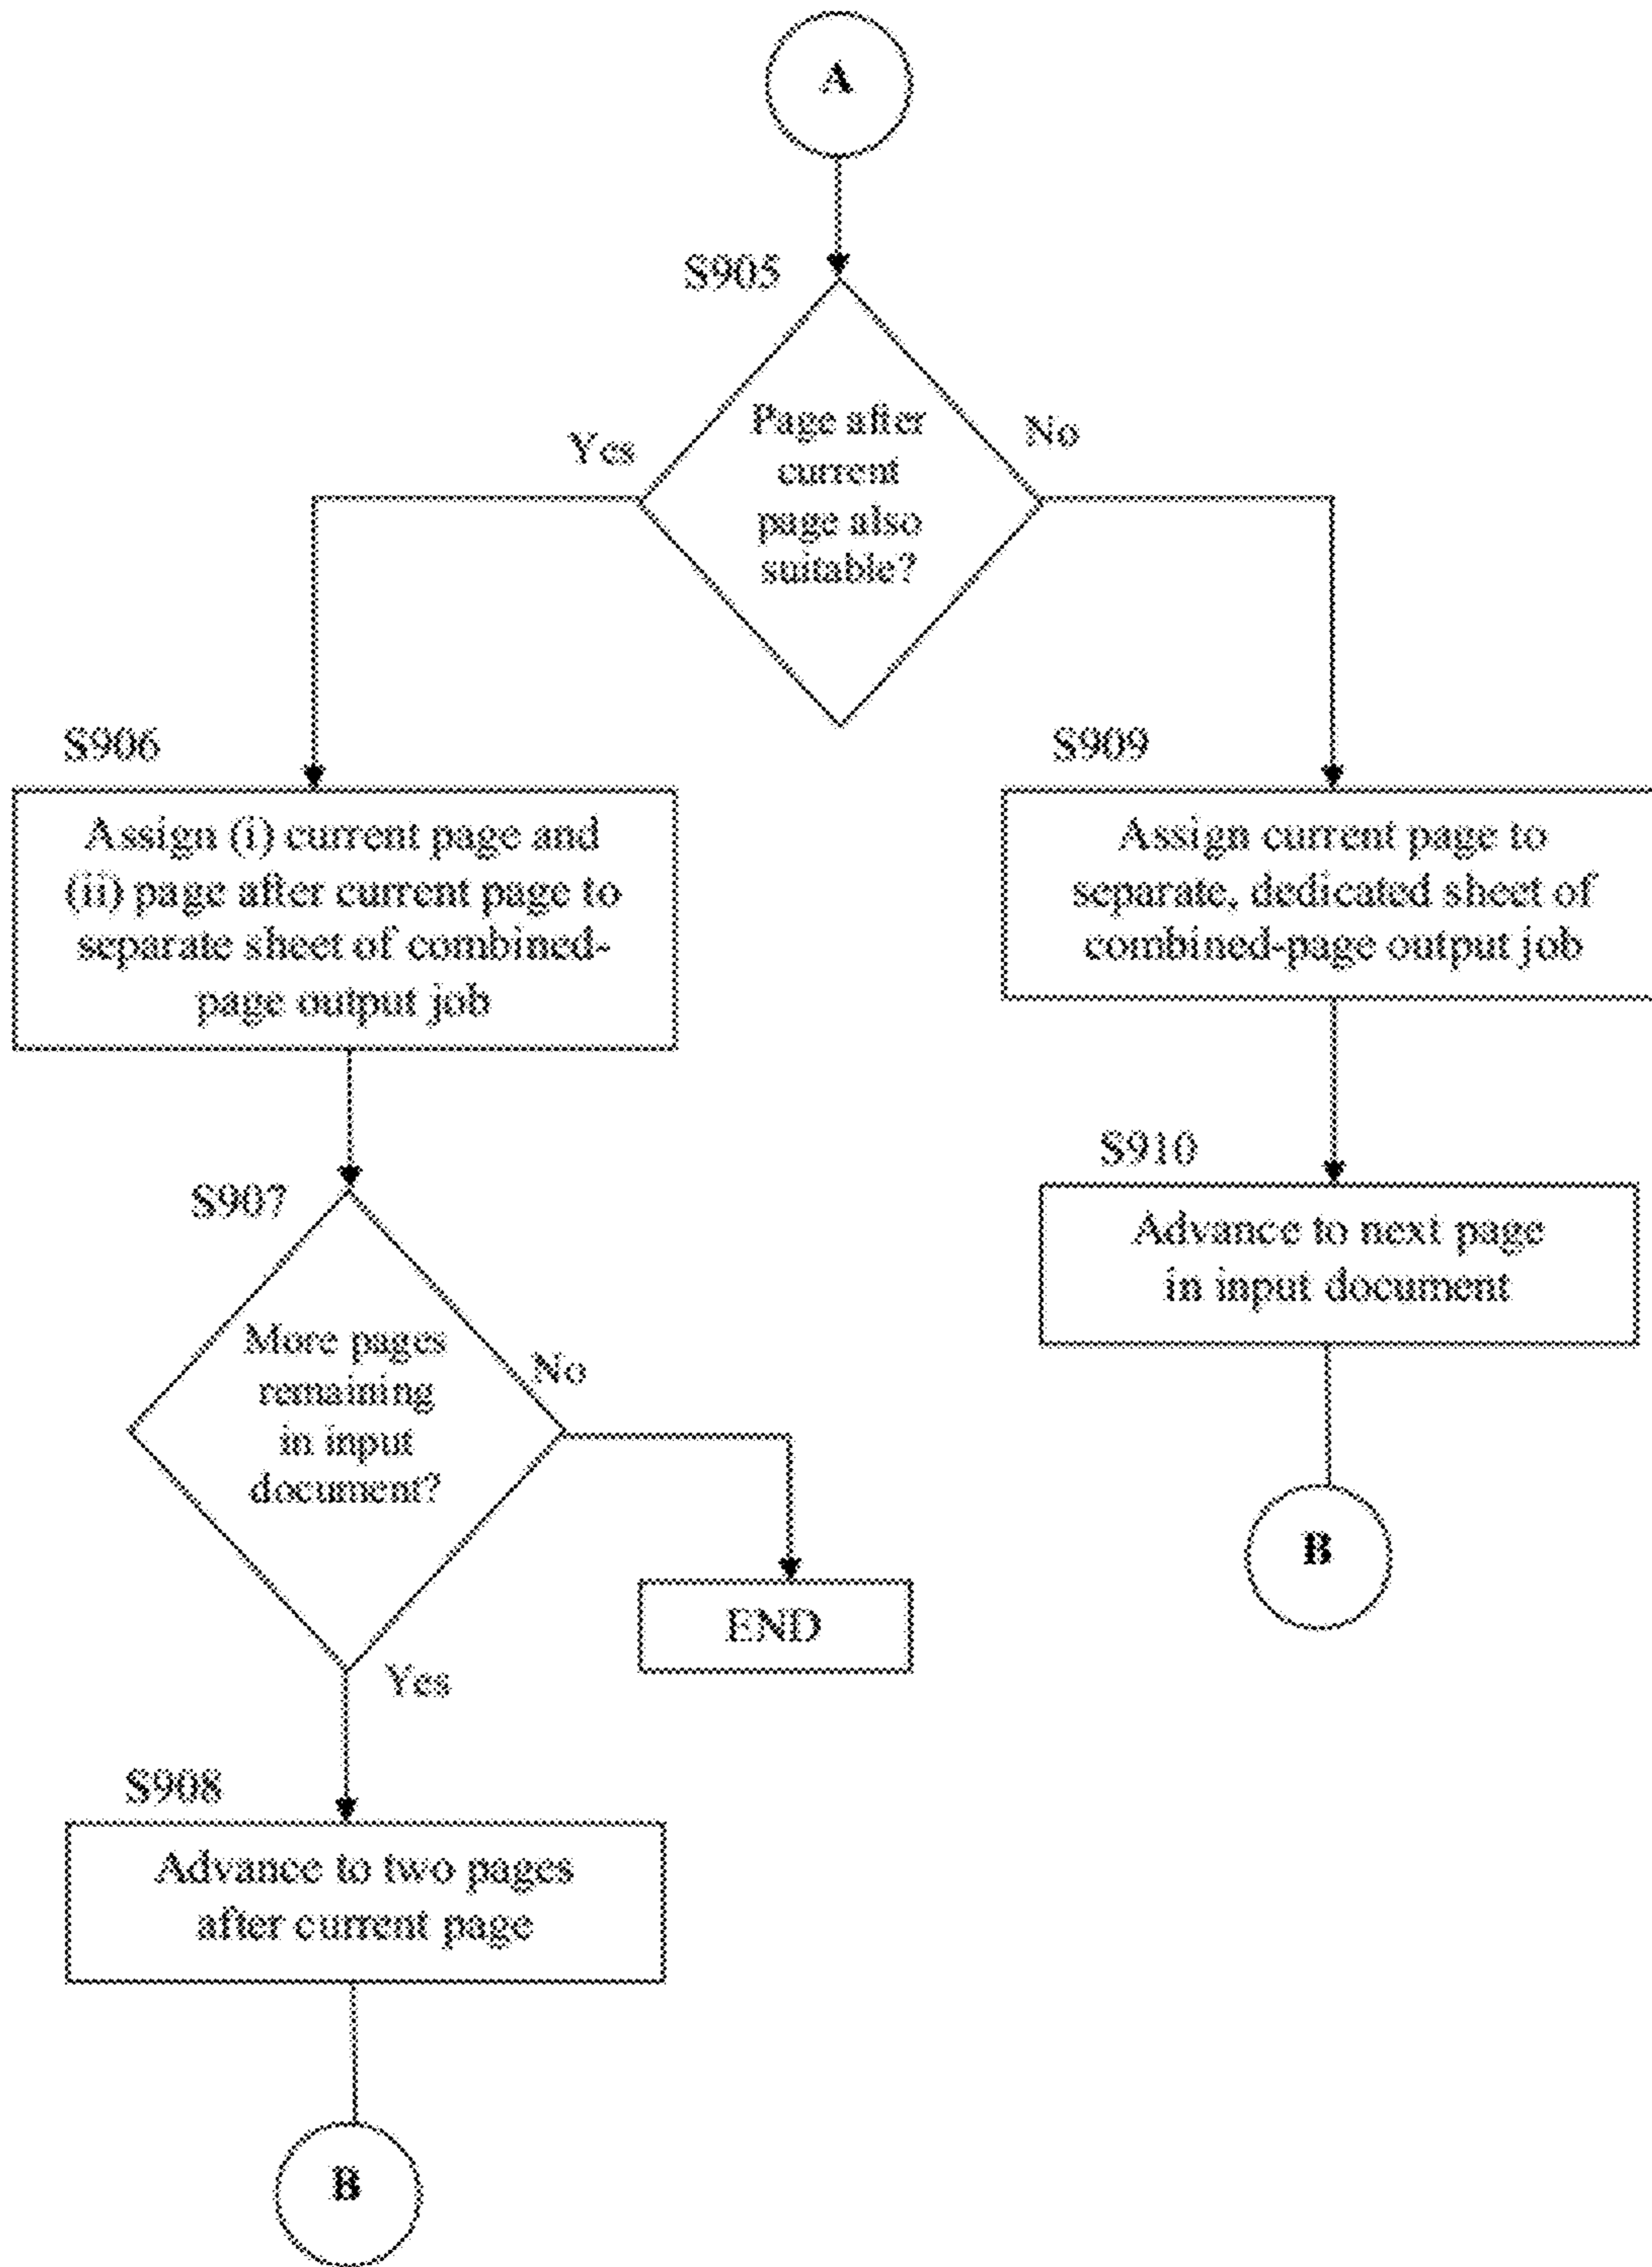 A
S905
Page after
current
page also
suitable?
Yes
No
S906
Assign (i) current page and
(ii) page after current page to
separate sheet of combined-
page output job
S909
Assign current page to
separate, dedicated sheet of
combined-page output job
S907
More pages
remaining
in input
document?
No
S910
Advance to next page
in input document
B
END
Yes
S908
Advance to two pages
after current page
B